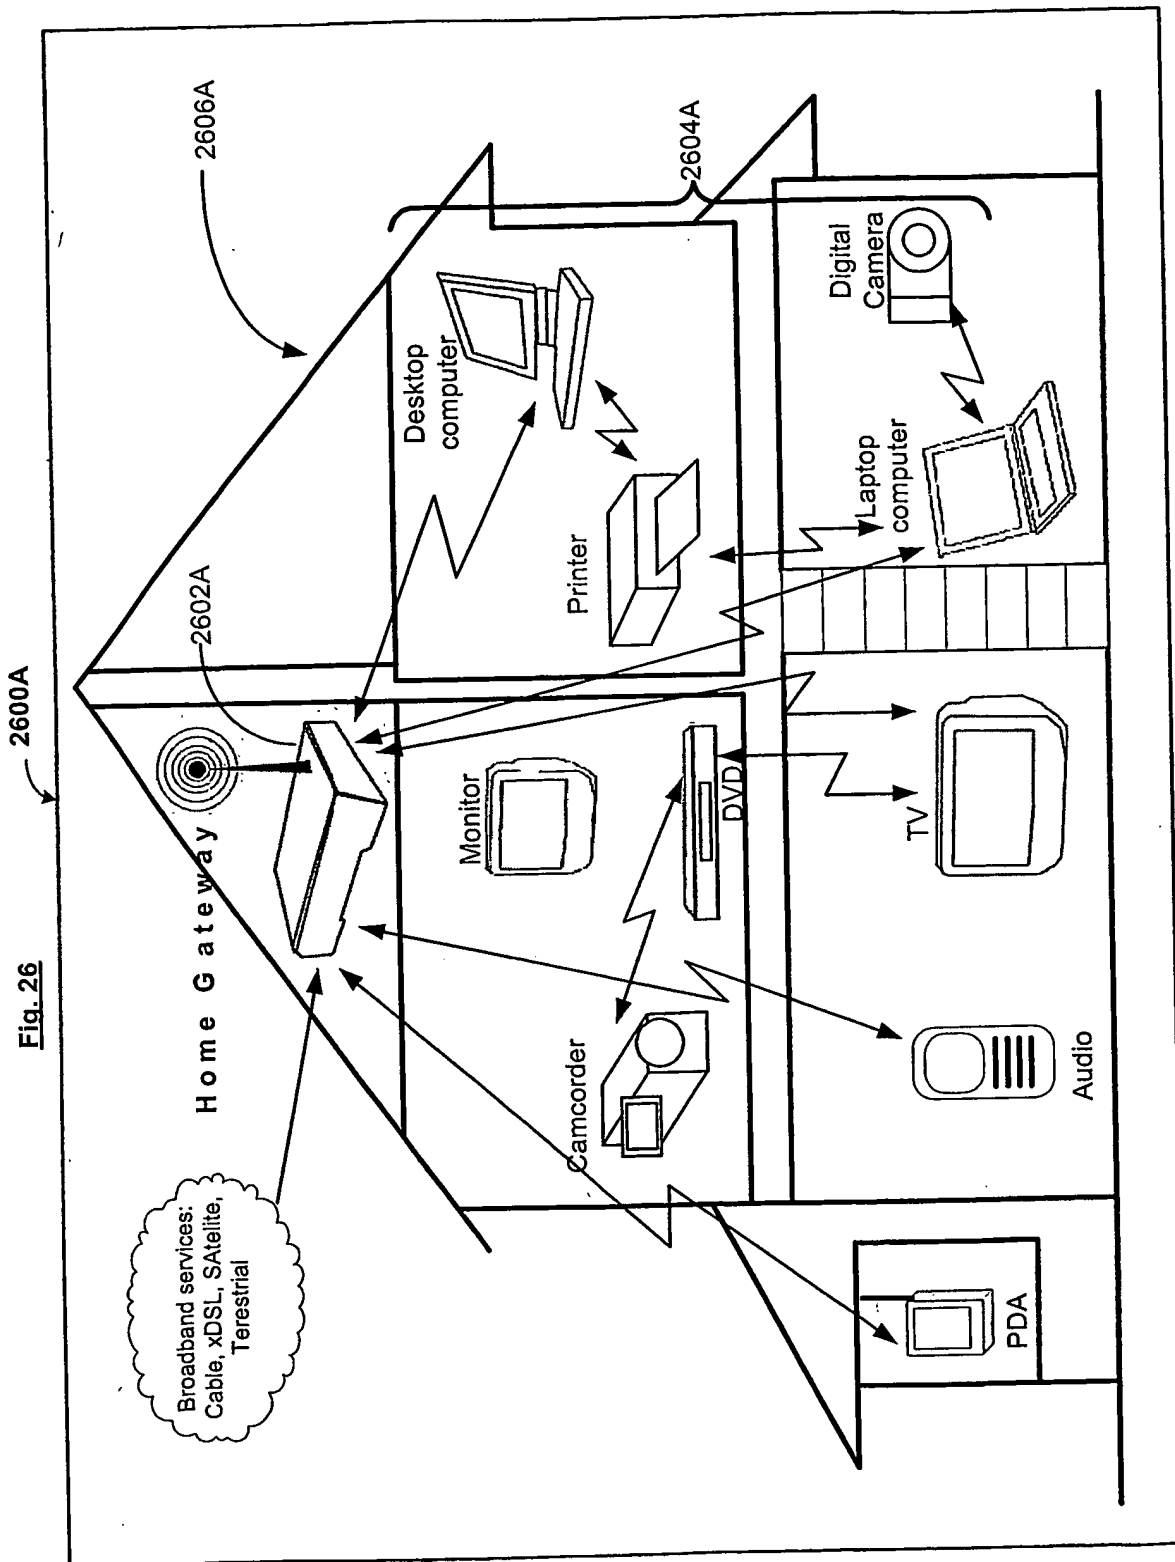 Fig. 26
2600A
Broadband services:
Cable, xDSL, SAtelite,
Terestrial
Home Gateway
2602A
2606A
Monitor
Desktop
computer
Camcorder
DVD
Printer
2604A
PDA
Audio
TV
Laptop
computer
Digital
Camera